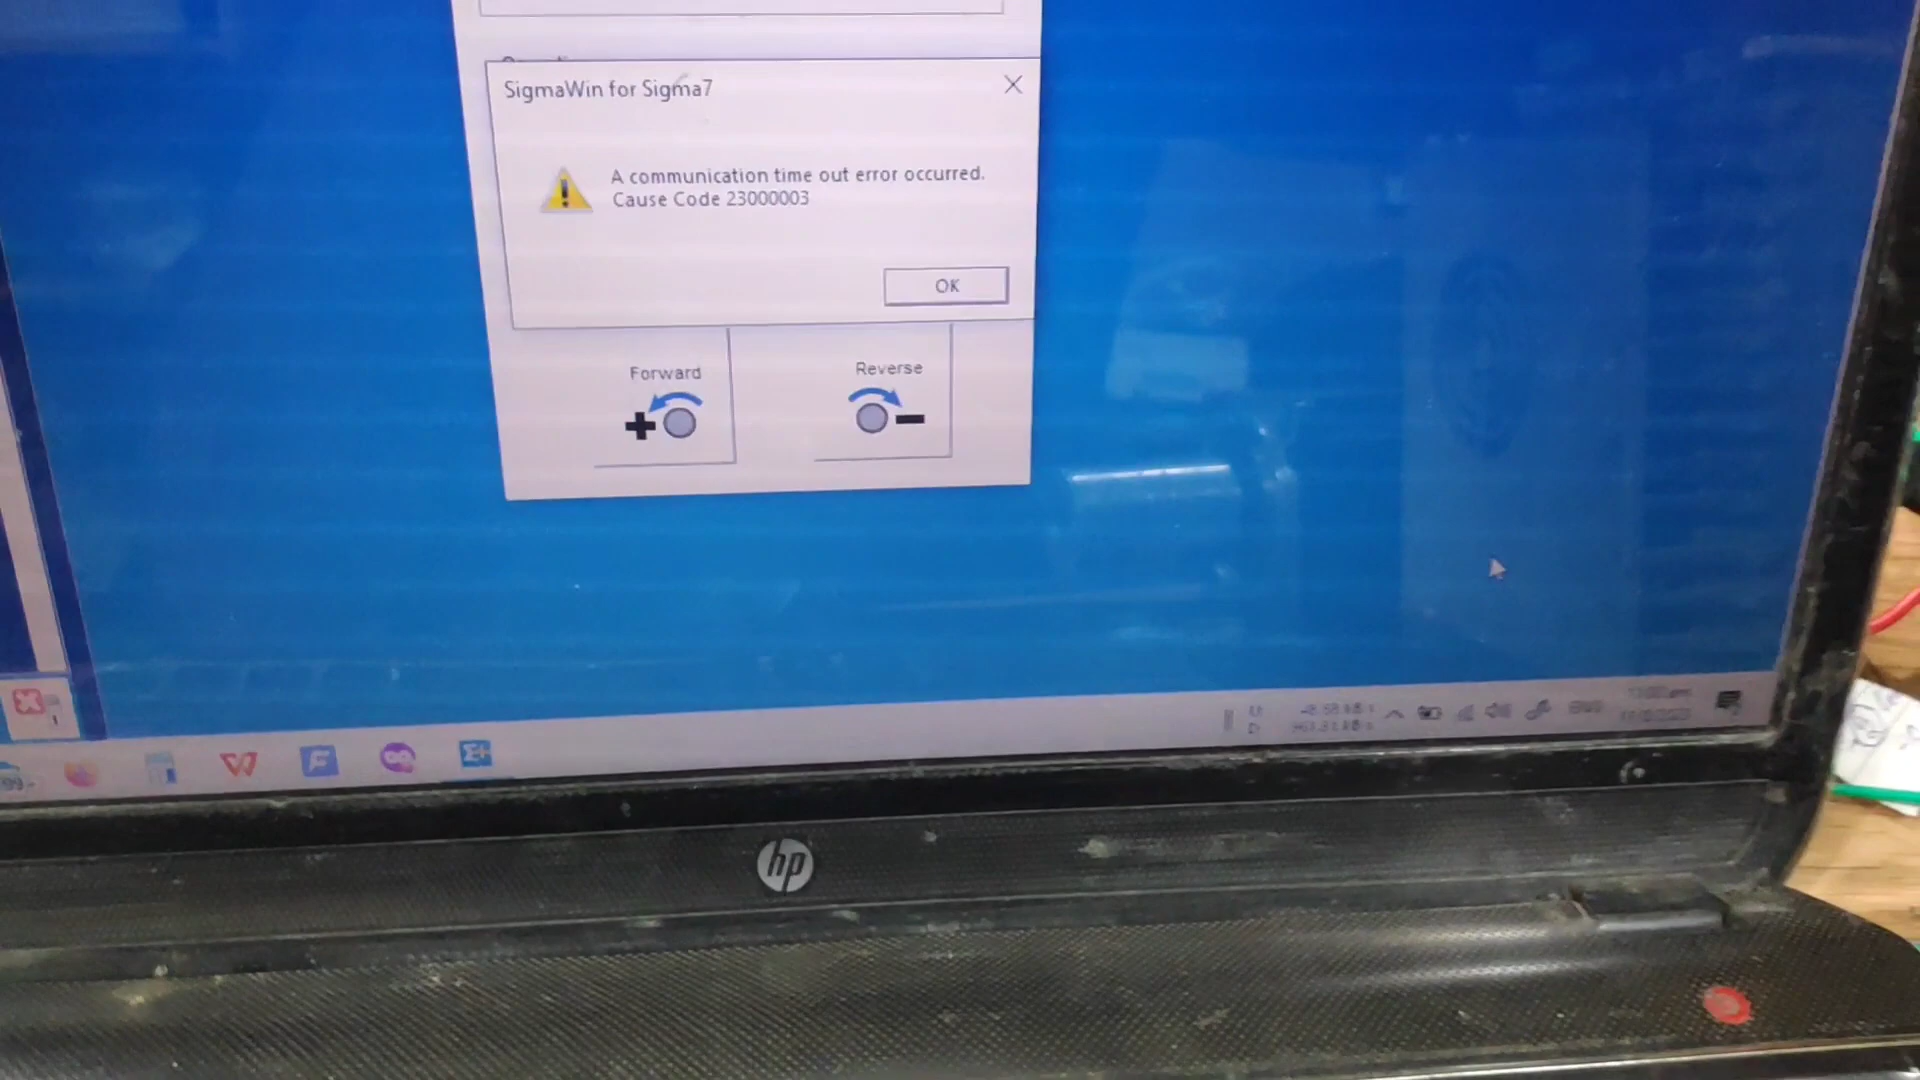 SigmaWin for Sigma7
A communication time out error occurred.
Cause Code 23000003
OK
Forward
Reverse
hp